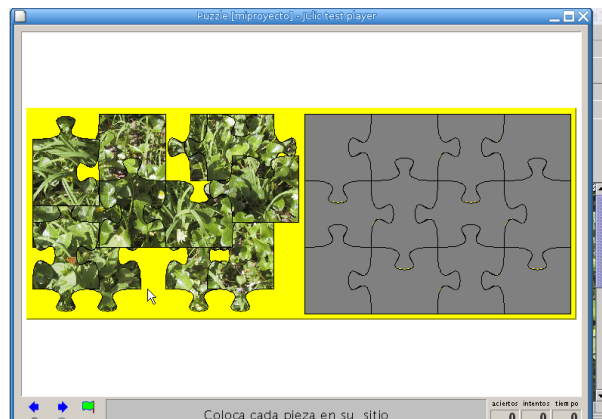 Puzzle [miproyecto] - JClic test player
Coloca cada pieza en su sitio
aciertos intentos tiempo
0 0 0